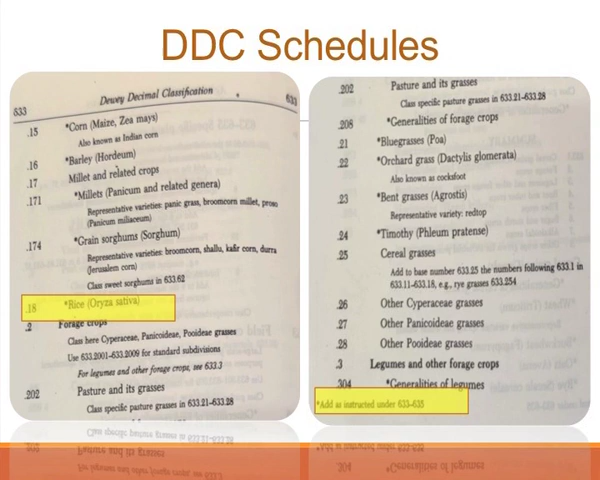 DDC Schedules
633 Dewey Decimal Classification 633
.15 *Corn (Maize, Zea mays)
Also known as Indian corn
.16 *Barley (Hordeum)
.17 Millet and related crops
.171 *Millets (Panicum and related genera)
Representative varieties: panic grass, broomcorn millet, proso
(Panicum miliaceum)
.174 *Grain sorghums (Sorghum)
Representative varieties: broomcorn, shallu, kafir corn, durra
(Jerusalem corn)
Class sweet sorghums in 633.62
.18 *Rice (Oryza sativa)
.2 Forage crops
Class here Cyperaceae, Panicoideae, Pooideae grasses
Use 633.2001-633.2009 for standard subdivisions
For legumes and other forage crops, see 633.3
.202 Pasture and its grasses
Class specific pasture grasses in 633.21-633.28
.202 Pasture and its grasses
Class specific pasture grasses in 633.21-633.28
.208 *Generalities of forage crops
.21 *Bluegrasses (Poa)
.22 *Orchard grass (Dactylis glomerata)
Also known as cocksfoot
.23 *Bent grasses (Agrostis)
Representative variety: redtop
.24 *Timothy (Phleum pratense)
.25 Cereal grasses
Add to base number 633.25 the numbers following 633.1 in
633.11-633.18, e.g., rye grasses 633.254
.26 Other Cyperaceae grasses
.27 Other Panicoideae grasses
.28 Other Pooideae grasses
.3 Legumes and other forage crops
.304 *Generalities of legumes
*Add as instructed under 633-635